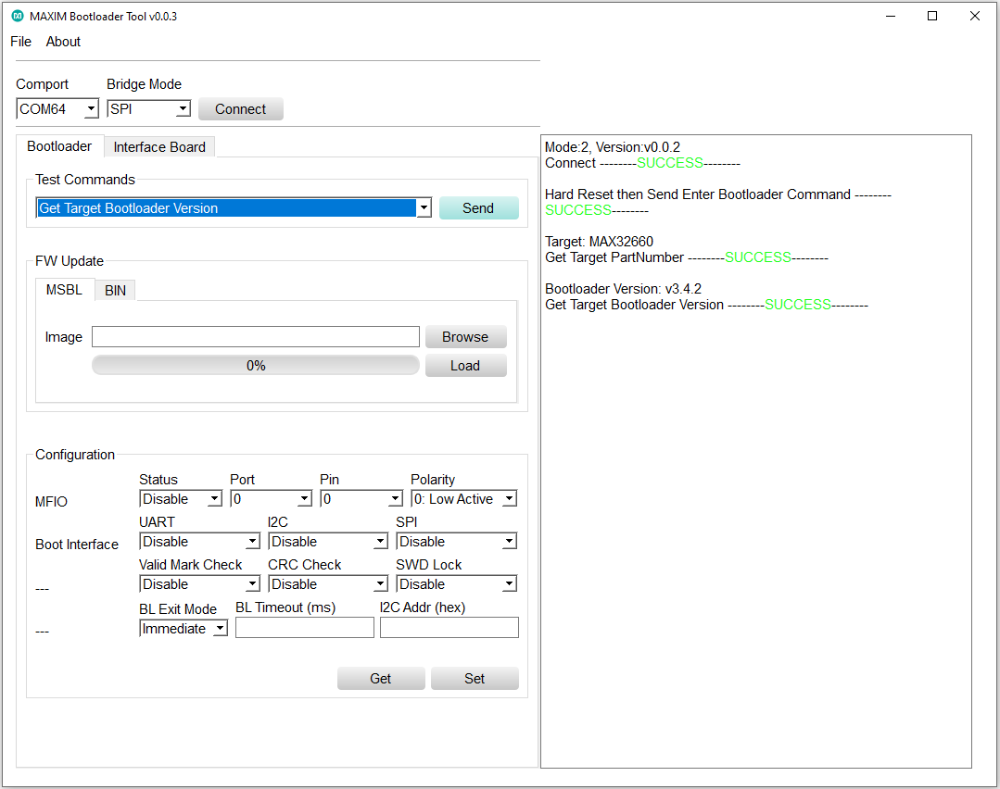 MAXIM Bootloader Tool v0.0.3
File About
Comport Bridge Mode
COM64 SPI Connect
Bootloader Interface Board
Test Commands
Get Target Bootloader Version Send
FW Update
MSBL BIN
Image Browse
0% Load
Configuration
Status Port Pin Polarity
MFIO Disable 0 0 0: Low Active
UART I2C SPI
Boot Interface Disable Disable Disable
Valid Mark Check CRC Check SWD Lock
--- Disable Disable Disable
BL Exit Mode BL Timeout (ms) I2C Addr (hex)
--- Immediate
Get Set
Mode:2, Version:v0.0.2
Connect --------SUCCESS--------
Hard Reset then Send Enter Bootloader Command --------
SUCCESS--------
Target: MAX32660
Get Target PartNumber --------SUCCESS--------
Bootloader Version: v3.4.2
Get Target Bootloader Version --------SUCCESS--------